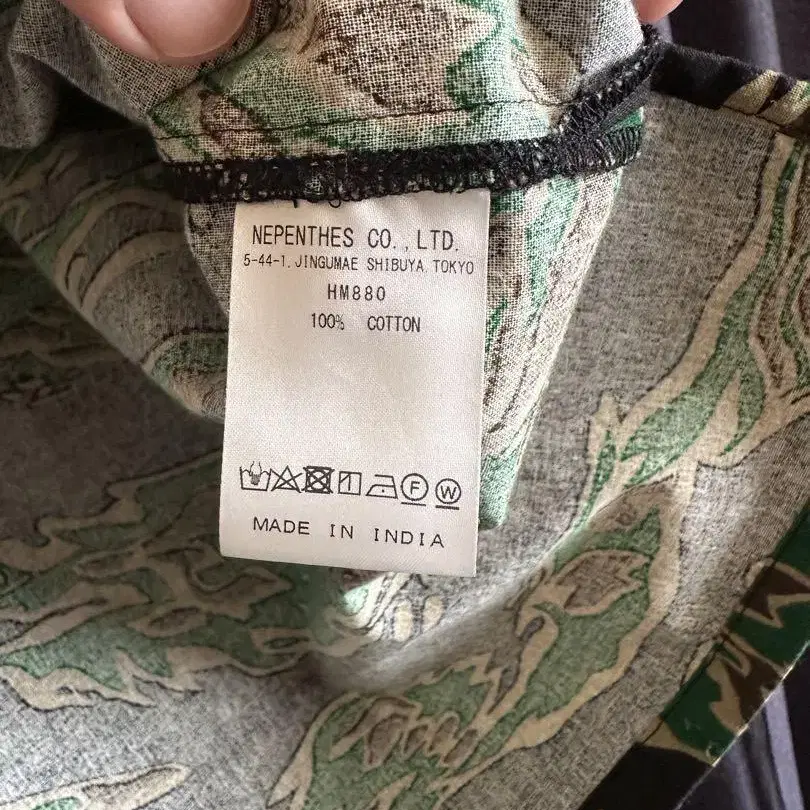 NEPENTHES CO.,LTD.
5-44-1.JINGUMAE SHIBUYA TOKYO
HM880
100% COTTON
F W
MADE IN INDIA